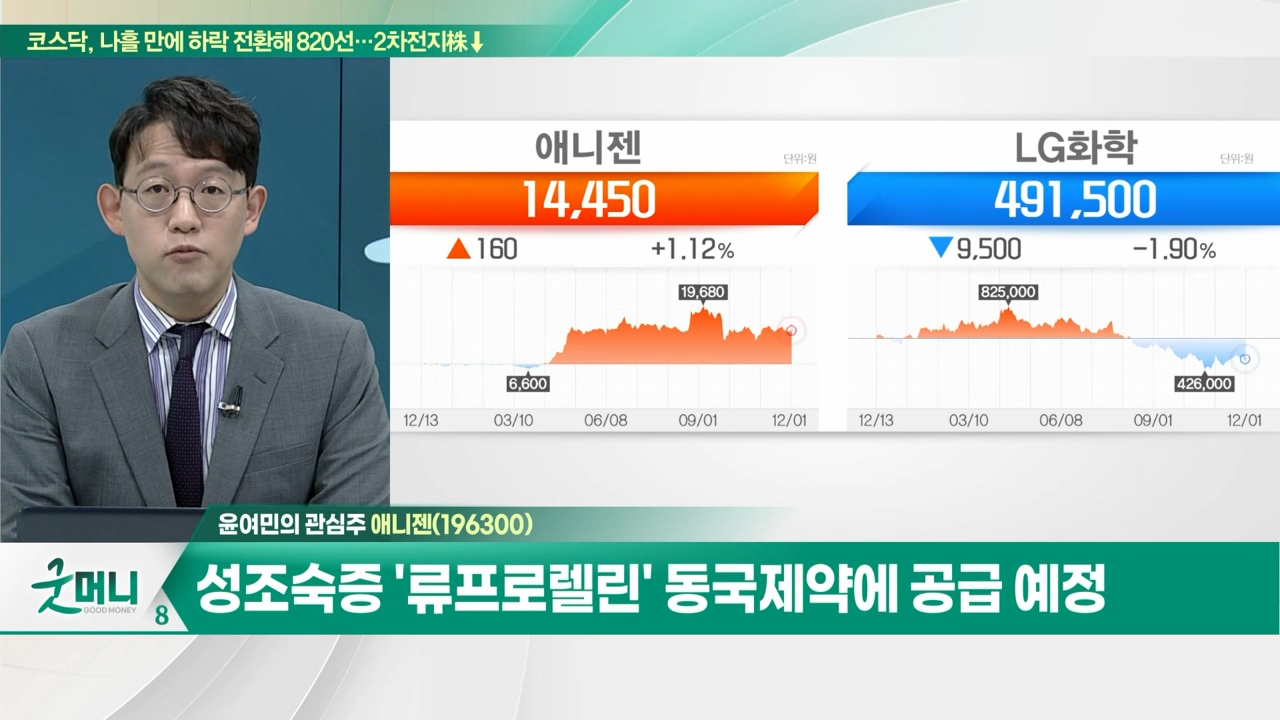 코스닥, 나흘 만에 하락 전환해 820선…2차전지株↓
애니젠
단위:원
14,450
▲160 +1.12%
19,680
6,600
12/13 03/10 06/08 09/01 12/01
LG화학
단위:원
491,500
▼9,500 -1.90%
825,000
426,000
12/13 03/10 06/08 09/01 12/01
윤여민의 관심주 애니젠(196300)
굿머니
GOOD MONEY
8
성조숙증 '류프로렐린' 동국제약에 공급 예정